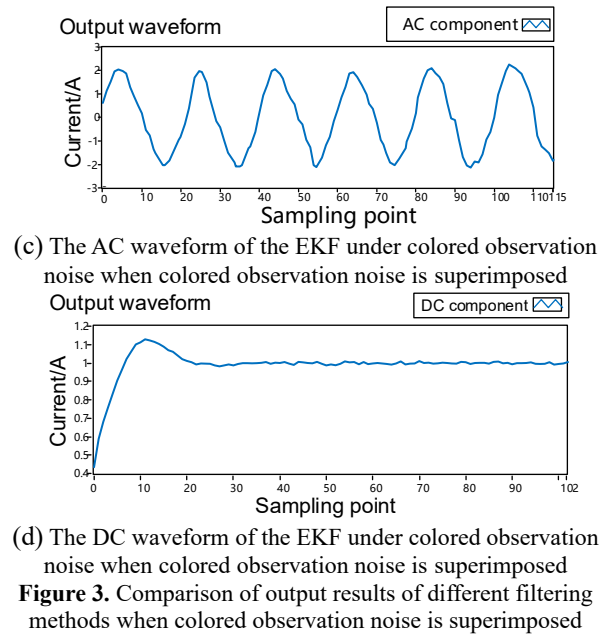 Output waveform
AC component
Current/A
3
2
1
0
-1
-2
-3
0 10 20 30 40 50 60 70 80 90 100 110115
Sampling point
(c) The AC waveform of the EKF under colored observation
noise when colored observation noise is superimposed
Output waveform
DC component
Current/A
1.2
1.1
1
0.9
0.8
0.7
0.6
0.5
0.4
0 10 20 30 40 50 60 70 80 90 102
Sampling point
(d) The DC waveform of the EKF under colored observation
noise when colored observation noise is superimposed
Figure 3. Comparison of output results of different filtering
methods when colored observation noise is superimposed